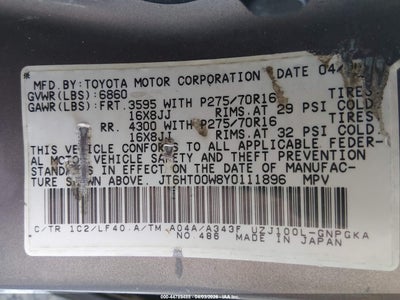 MFD.BY: TOYOTA MOTOR CORPORATION DATE 04/
GVWR(LBS):6860
GAWR(LBS):FRT. 3595 WITH P275/70R16 TIRES
16X8JJ RIMS.AT 29 PSI COLD
RR. 4300 WITH P275/70R16 TIRES
16X8JJ RIMS.AT 32 PSI COLD
THIS VEHICLE CONFORMS TO ALL APPLICABLE FEDER-
AL MOTOR VEHICLE SAFETY AND THEFT PREVENTION
STANDARDS IN EFFECT ON THE DATE OF MANUFAC-
TURE SHOWN ABOVE. JT6HT00W8Y0111896 MPV
C/TR 1C2/LF40 A/TM A04A/A343F UZJ100L-GNPGKA
NO.486 MADE IN JAPAN